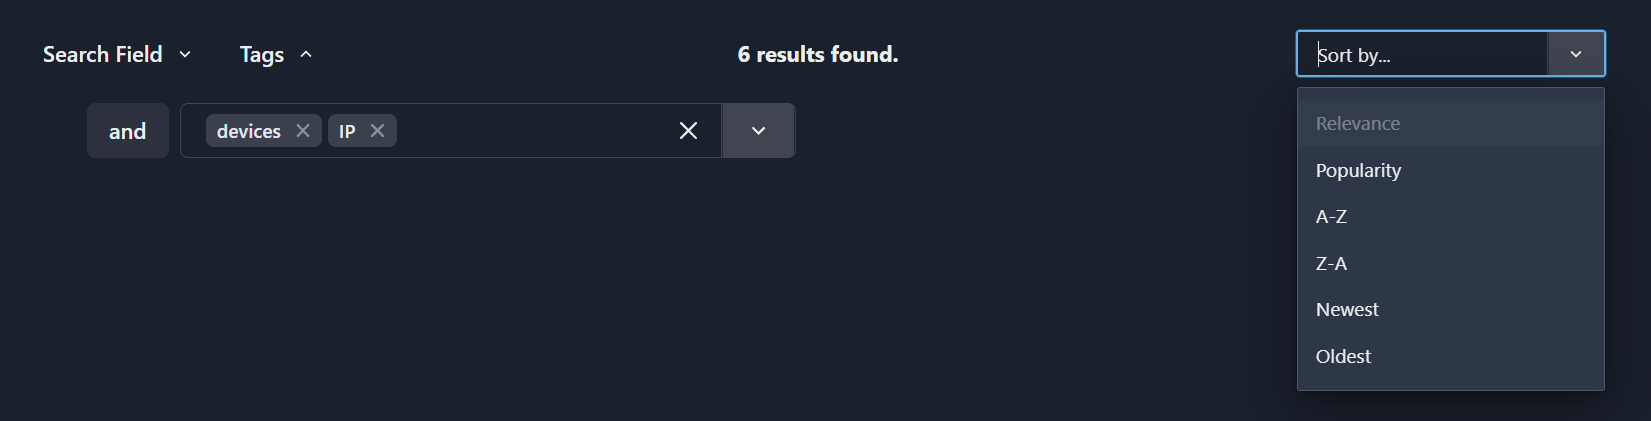 Search Field
Tags
6 results found.
Sort by...
and
devices
IP
Relevance
Popularity
A-Z
Z-A
Newest
Oldest